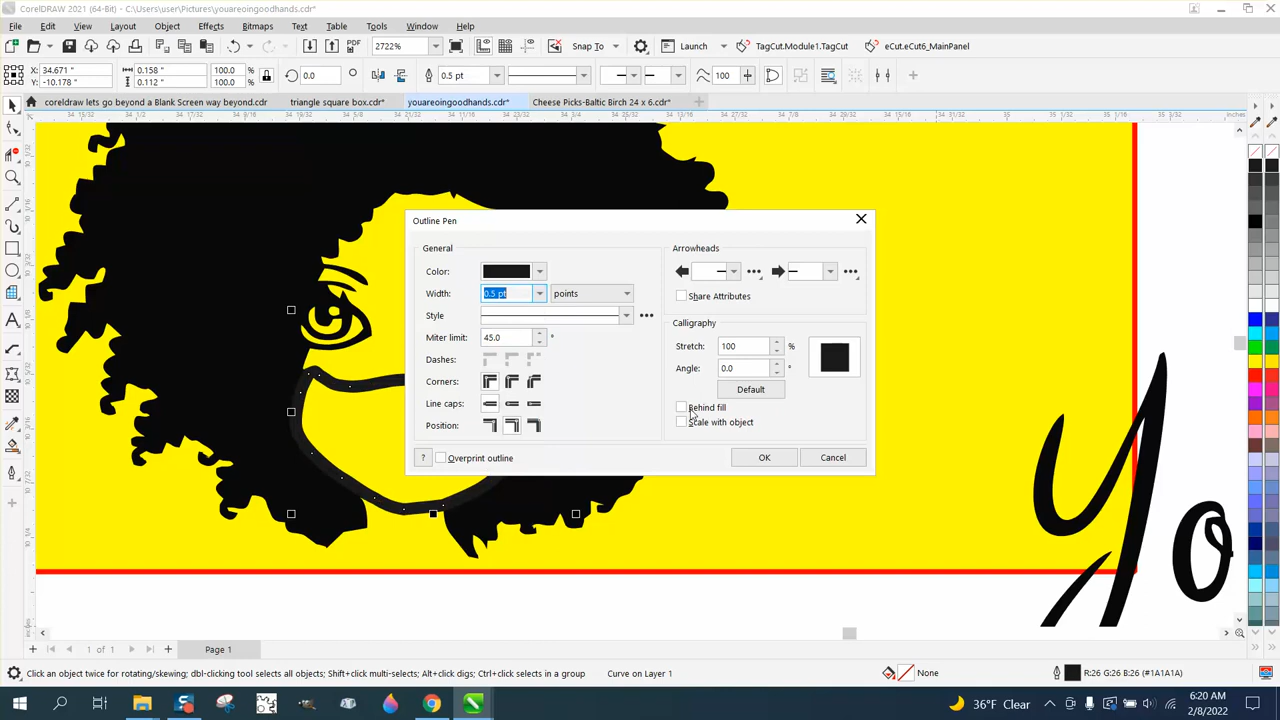 CorelDRAW 2021 (64-Bit) - C:\Users\user\Pictures\youareoingoodhands.cdr*
File Edit View Layout Object Effects Bitmaps Text Table Tools Window Help
2722% Snap To Launch TagCut.Module1.TagCut eCut.eCut6_MainPanel
X: 34.671 " 0.158 " 100.0 % 0.0 ° 0.5 pt 100
Y: -10.178 " 0.112 " 100.0 %
coreldraw lets go beyond a Blank Screen way beyond.cdr triangle square box.cdr* youareoingoodhands.cdr* Cheese Picks-Baltic Birch 24 x 6.cdr*
inches
Outline Pen
General
Color:
Width: 0.5 pt points
Style
Miter limit: 45.0 °
Dashes:
Corners:
Line caps:
Position:
Arrowheads
Share Attributes
Calligraphy
Stretch: 100 %
Angle: 0.0 °
Default
Behind fill
Scale with object
? Overprint outline OK Cancel
Yo
1 of 1 Page 1
Click an object twice for rotating/skewing; dbl-clicking tool selects all objects; Shift+click multi-selects; Alt+click digs; Ctrl+click selects in a group Curve on Layer 1 None R:26 G:26 B:26 (#1A1A1A)
36°F Clear 6:20 AM
2/8/2022